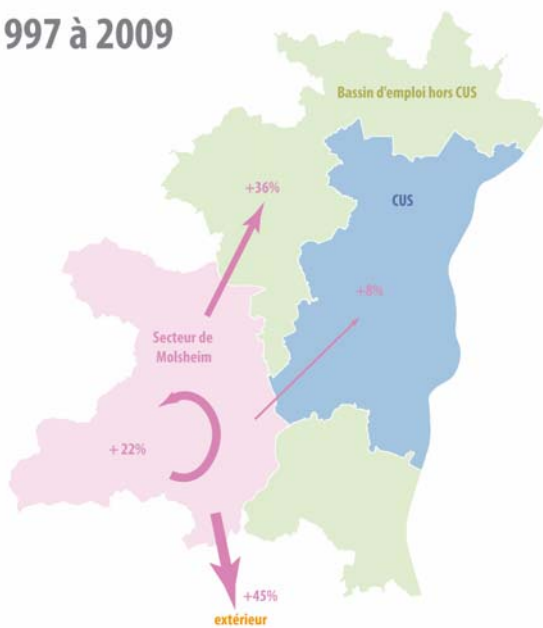 997 à 2009
Bassin d'emploi hors CUS
+36%
CUS
+8%
Secteur de
Molsheim
+ 22%
+45%
extérieur